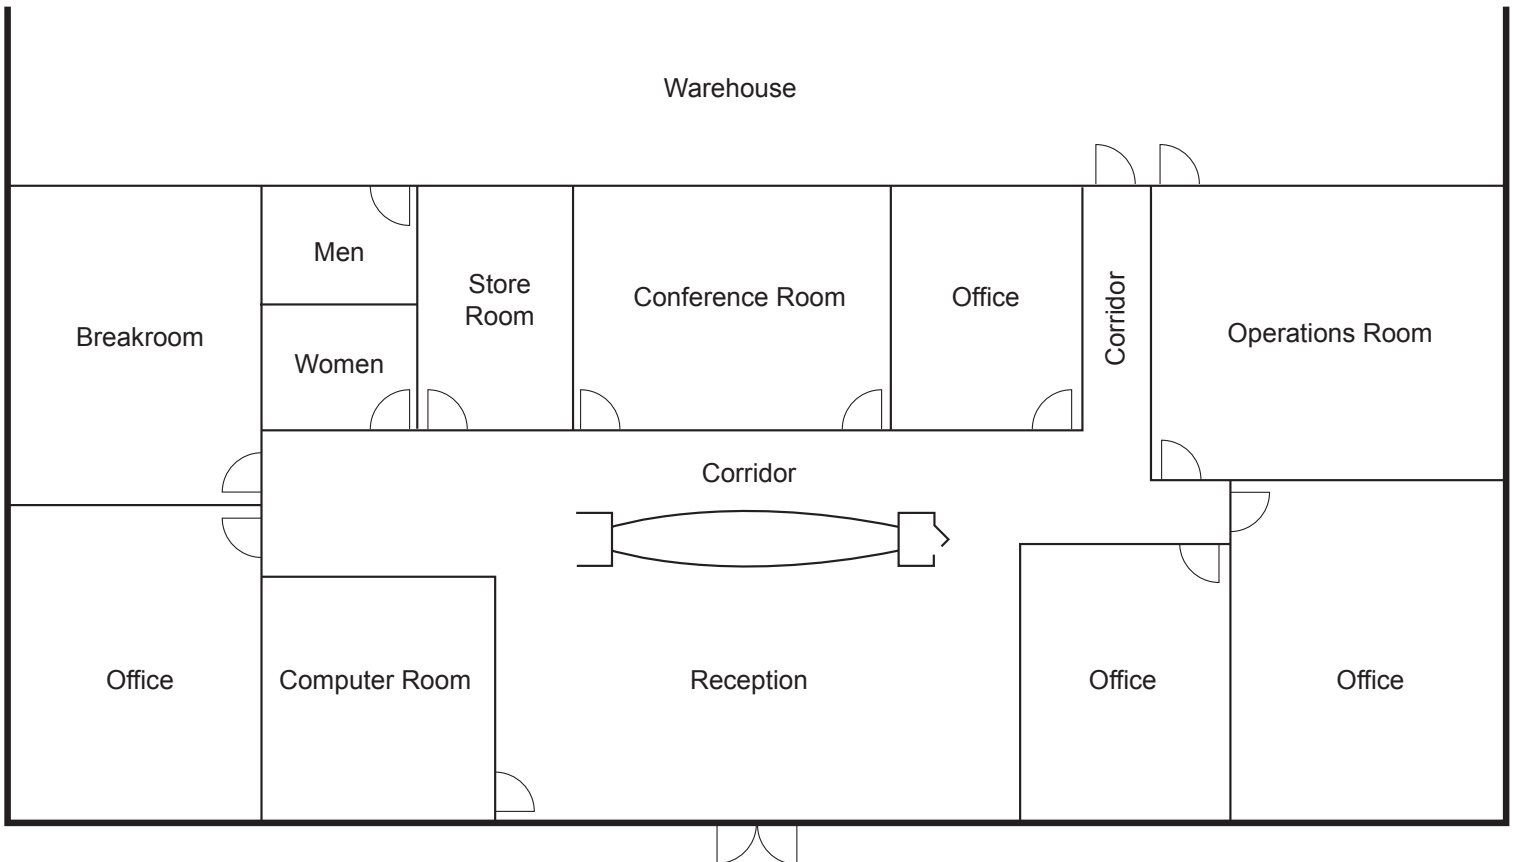 Warehouse
Men
Store
Room
Conference Room
Office
Corridor
Operations Room
Breakroom
Women
Corridor
Office
Computer Room
Reception
Office
Office